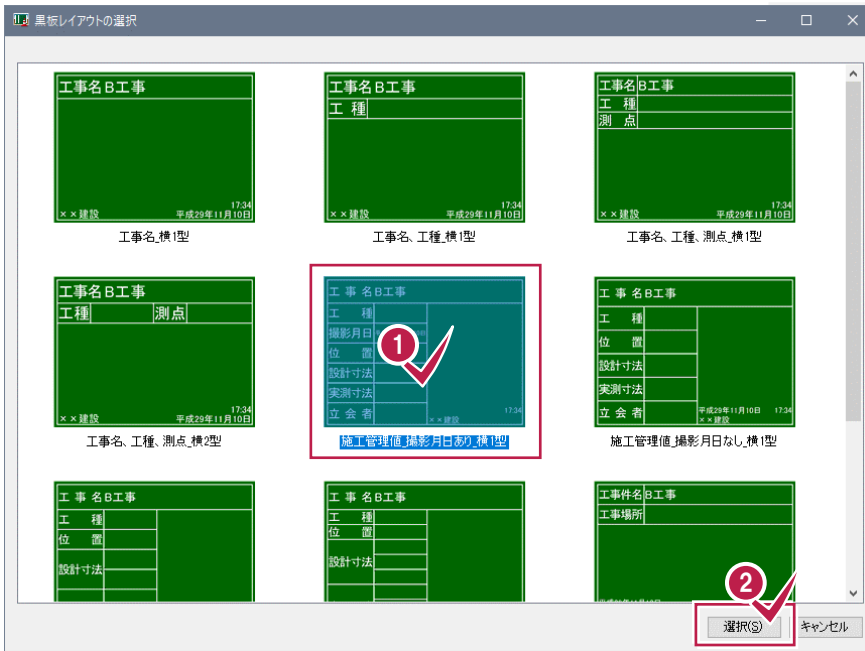 黒板レイアウトの選択
工事名B工事
17:34
××建設 平成29年11月10日
工事名_横1型
工事名B工事
工 種
17:34
××建設 平成29年11月10日
工事名、工種_横1型
工事名B工事
工 種
測 点
17:34
××建設 平成29年11月10日
工事名、工種、測点_横1型
工事名B工事
工種 測点
17:34
××建設 平成29年11月10日
工事名、工種、測点_横2型
工 事 名B工事
工 種
撮影月日
位 置
設計寸法
実測寸法
立 会 者
××建設 17:34
施工管理値_撮影月日あり_横1型
1
工 事 名B工事
工 種
位 置
設計寸法
実測寸法
立 会 者
平成29年11月10日 17:34
××建設
施工管理値_撮影月日なし_横1型
工 事 名B工事
工 種
位 置
設計寸法
工 事 名B工事
工 種
位 置
設計寸法
工事件名B工事
工事場所
2
選択(S) キャンセル